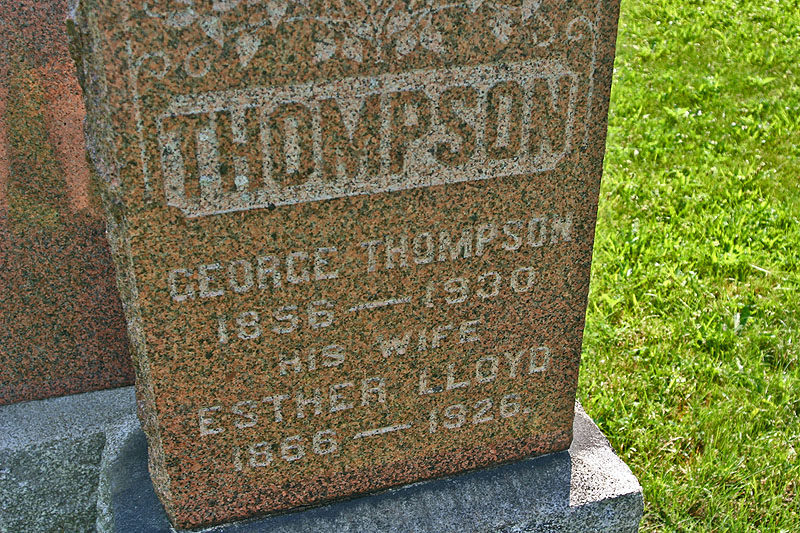 THOMPSON
GEORGE THOMPSON
1856 — 1930
HIS WIFE
ESTHER LLOYD
1866 — 1926.